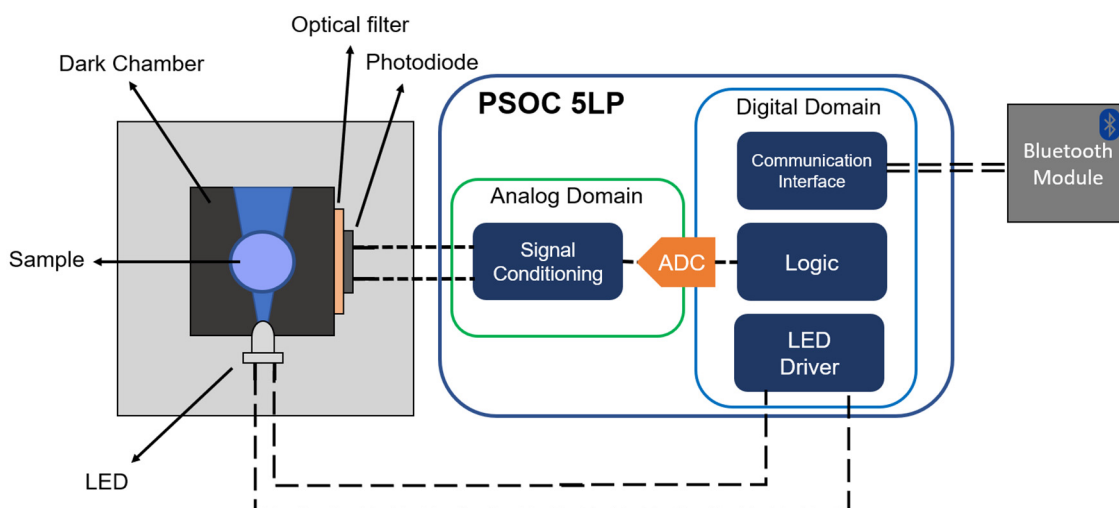 Optical filter
Dark Chamber
Photodiode
PSOC 5LP
Digital Domain
Communication
Interface
Bluetooth
Module
Analog Domain
Sample
Signal
Conditioning
ADC
Logic
LED
Driver
LED